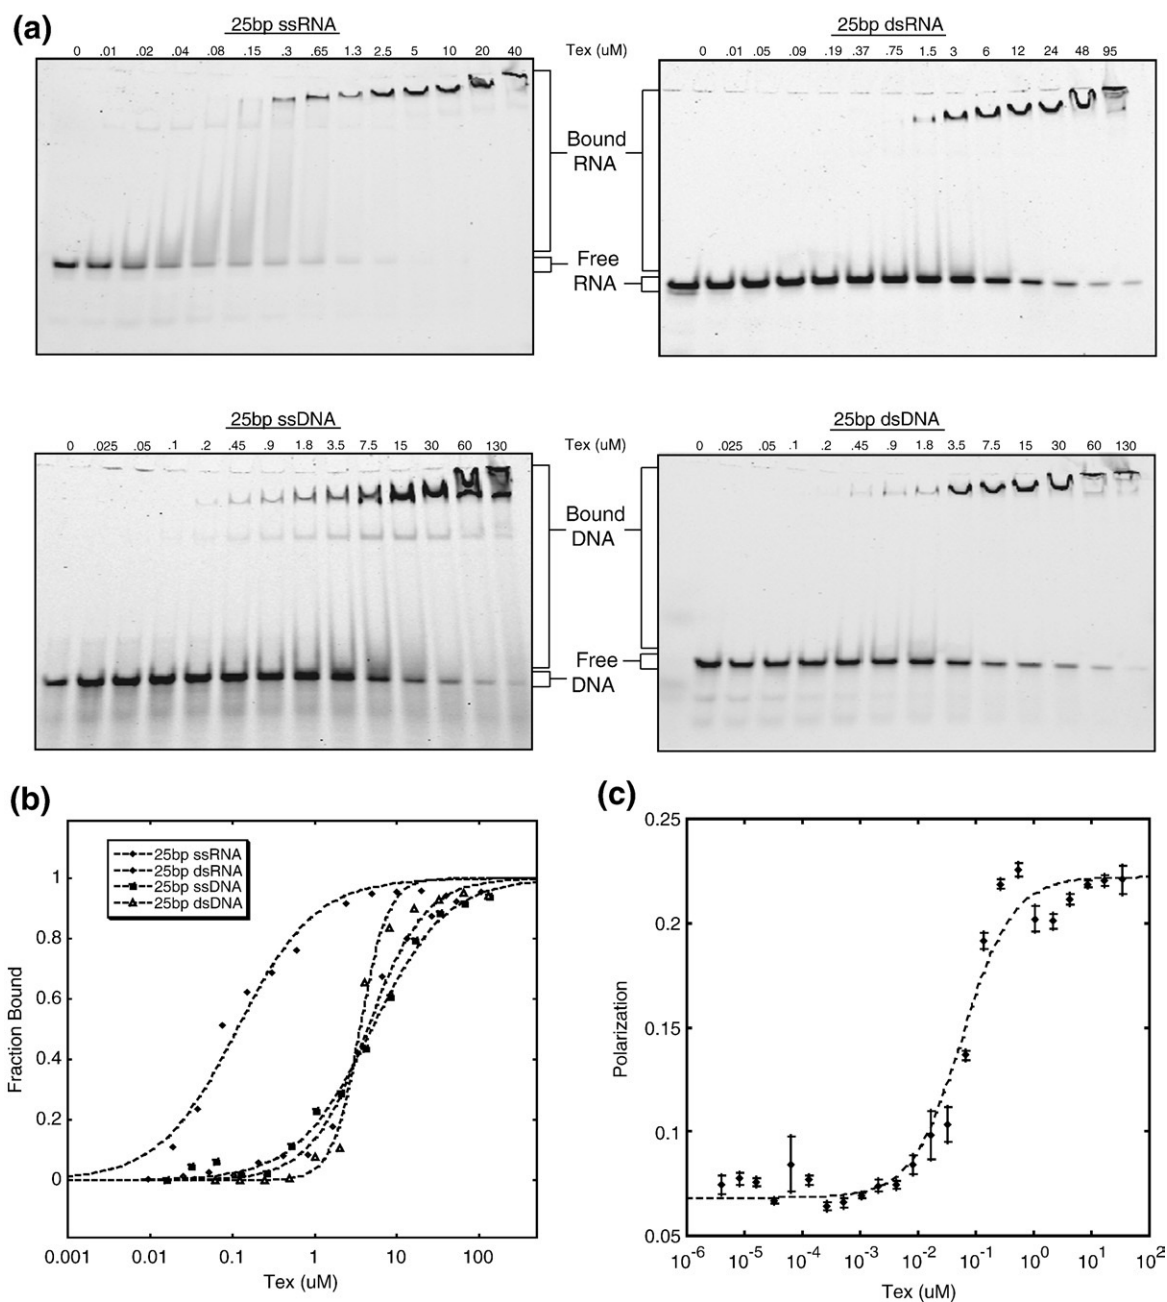 (a)
25bp ssRNA
0 .01 .02 .04 .08 .15 .3 .65 1.3 2.5 5 10 20 40
Tex (uM)
25bp dsRNA
0 .01 .05 .09 .19 .37 .75 1.5 3 6 12 24 48 95
Bound
RNA
Free
RNA
25bp ssDNA
0 .025 .05 .1 .2 .45 .9 1.8 3.5 7.5 15 30 60 130
Tex (uM)
25bp dsDNA
0 .025 .05 .1 .2 .45 .9 1.8 3.5 7.5 15 30 60 130
Bound
DNA
Free
DNA
(b)
25bp ssRNA
25bp dsRNA
25bp ssDNA
25bp dsDNA
1
0.8
0.6
0.4
0.2
0
Fraction Bound
0.001 0.01 0.1 1 10 100
Tex (uM)
(c)
0.25
0.2
0.15
0.1
0.05
Polarization
10-6 10-5 10-4 10-3 10-2 10-1 100 101 102
Tex (uM)